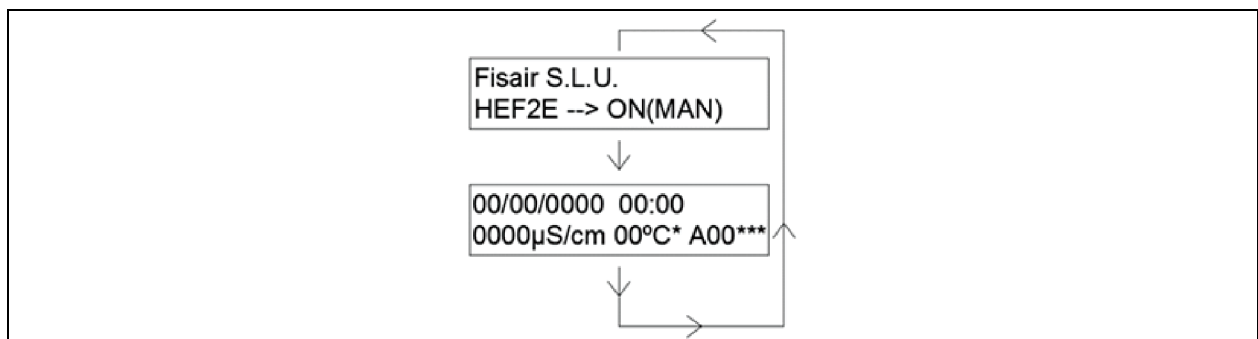 Fisair S.L.U.
HEF2E --> ON(MAN)
00/00/0000 00:00
0000µS/cm 00ºC* A00***